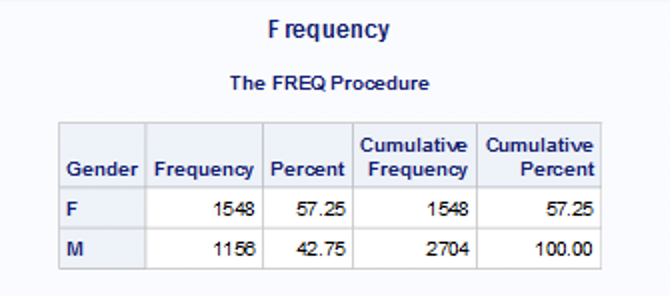 Frequency
The FREQ Procedure
Cumulative Cumulative
Gender Frequency Percent Frequency Percent
F 1548 57.25 1548 57.25
M 1156 42.75 2704 100.00